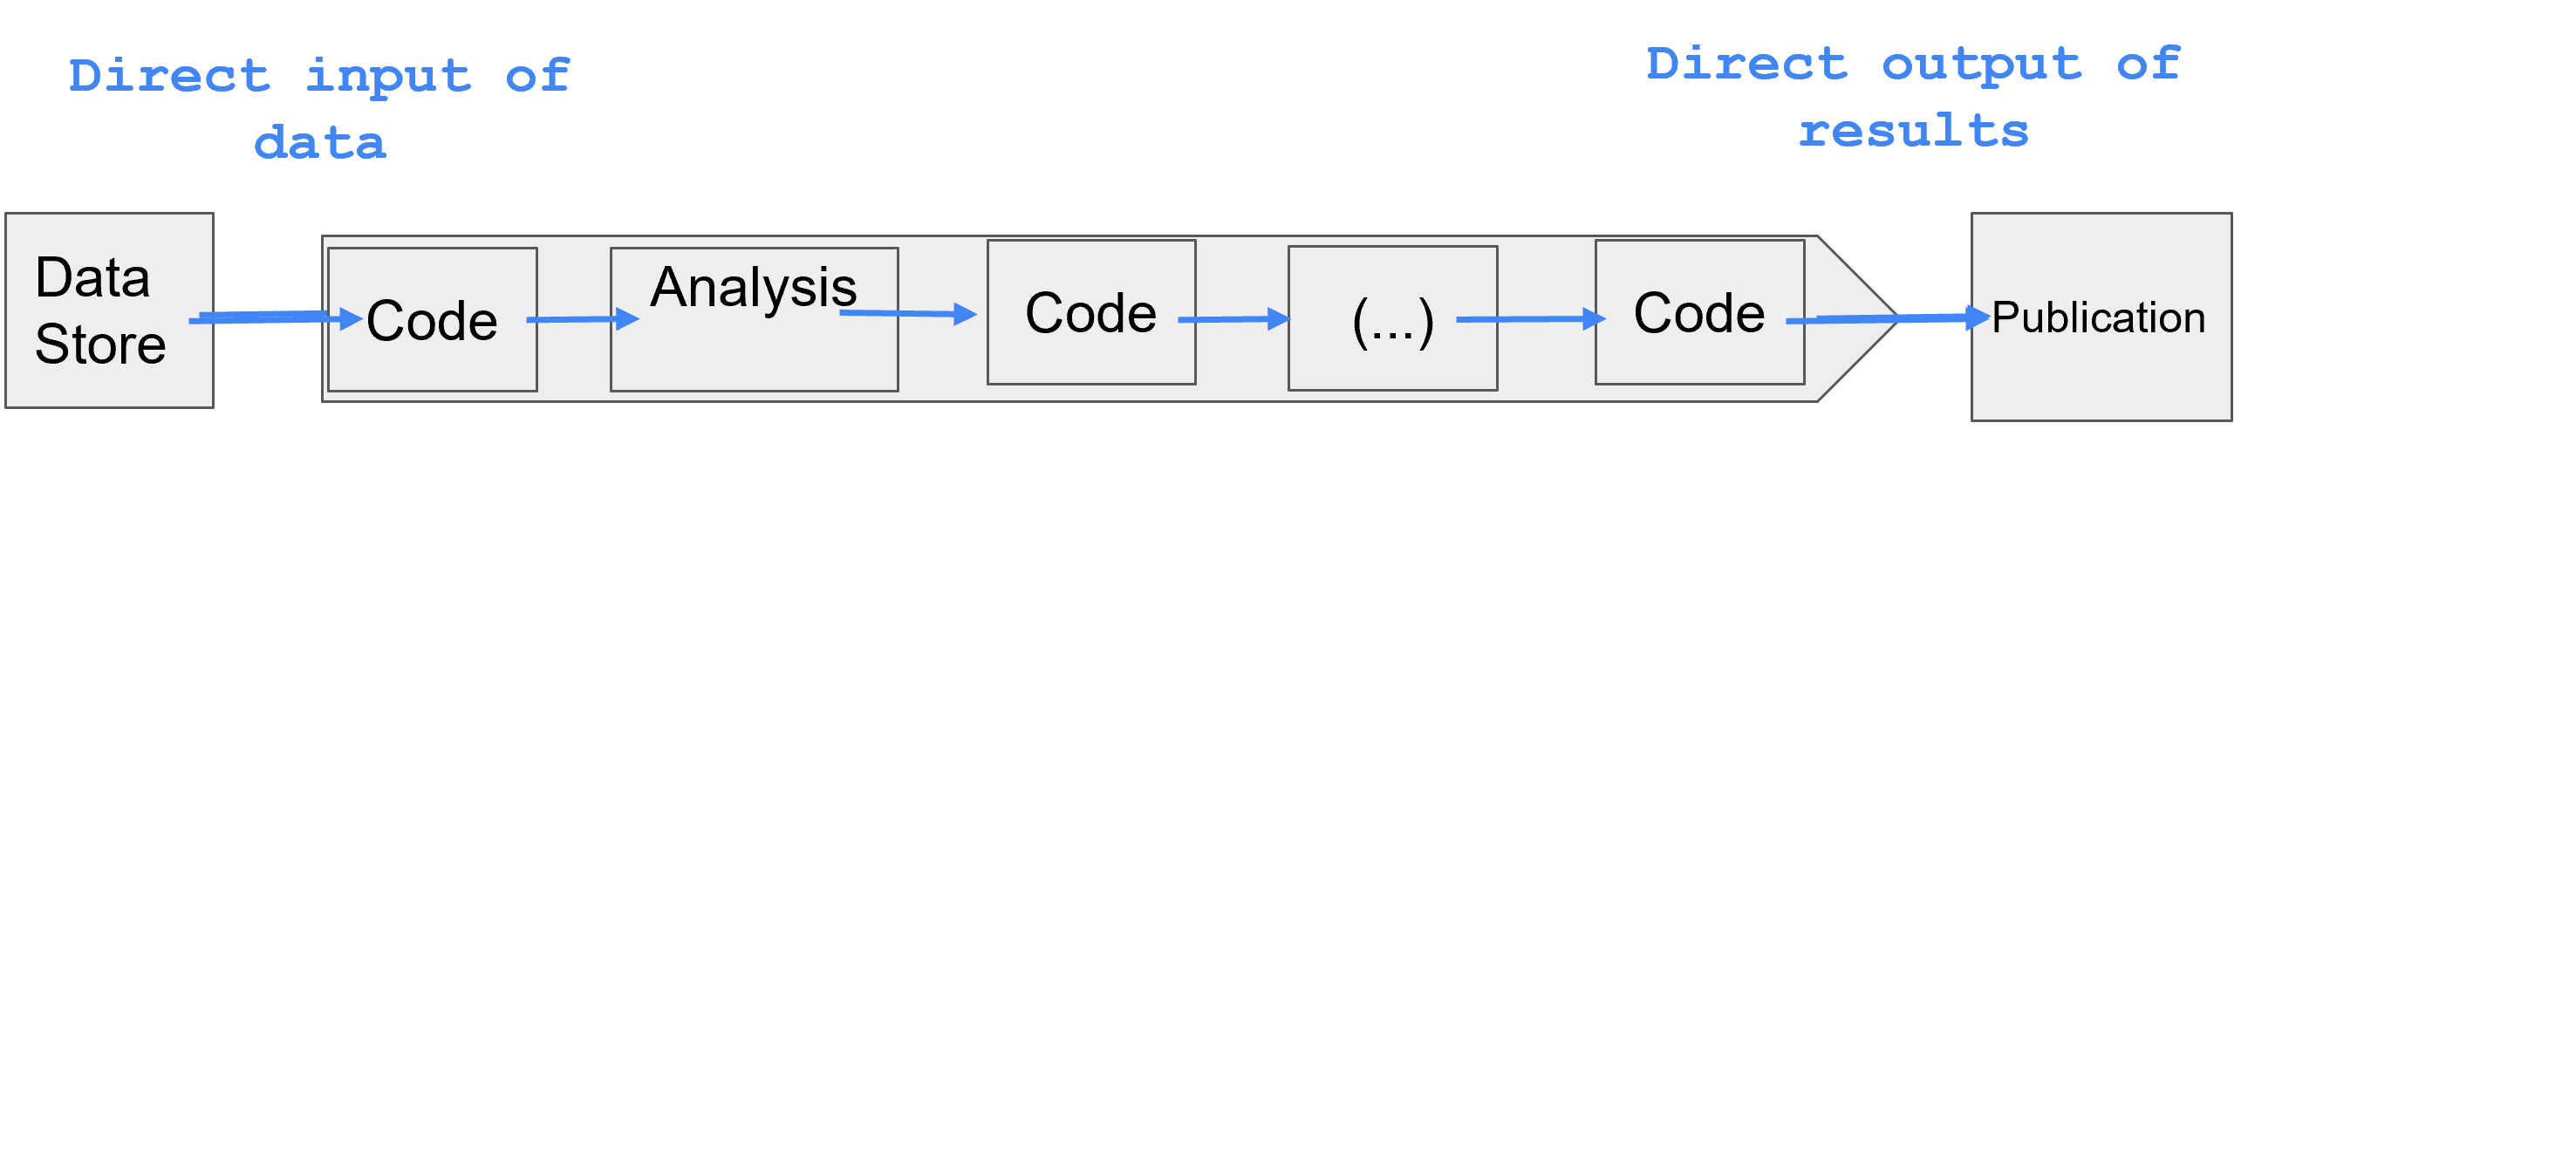 Direct input of
data
Direct output of
results
Data
Store
Code
Analysis
Code
(...)
Code
Publication